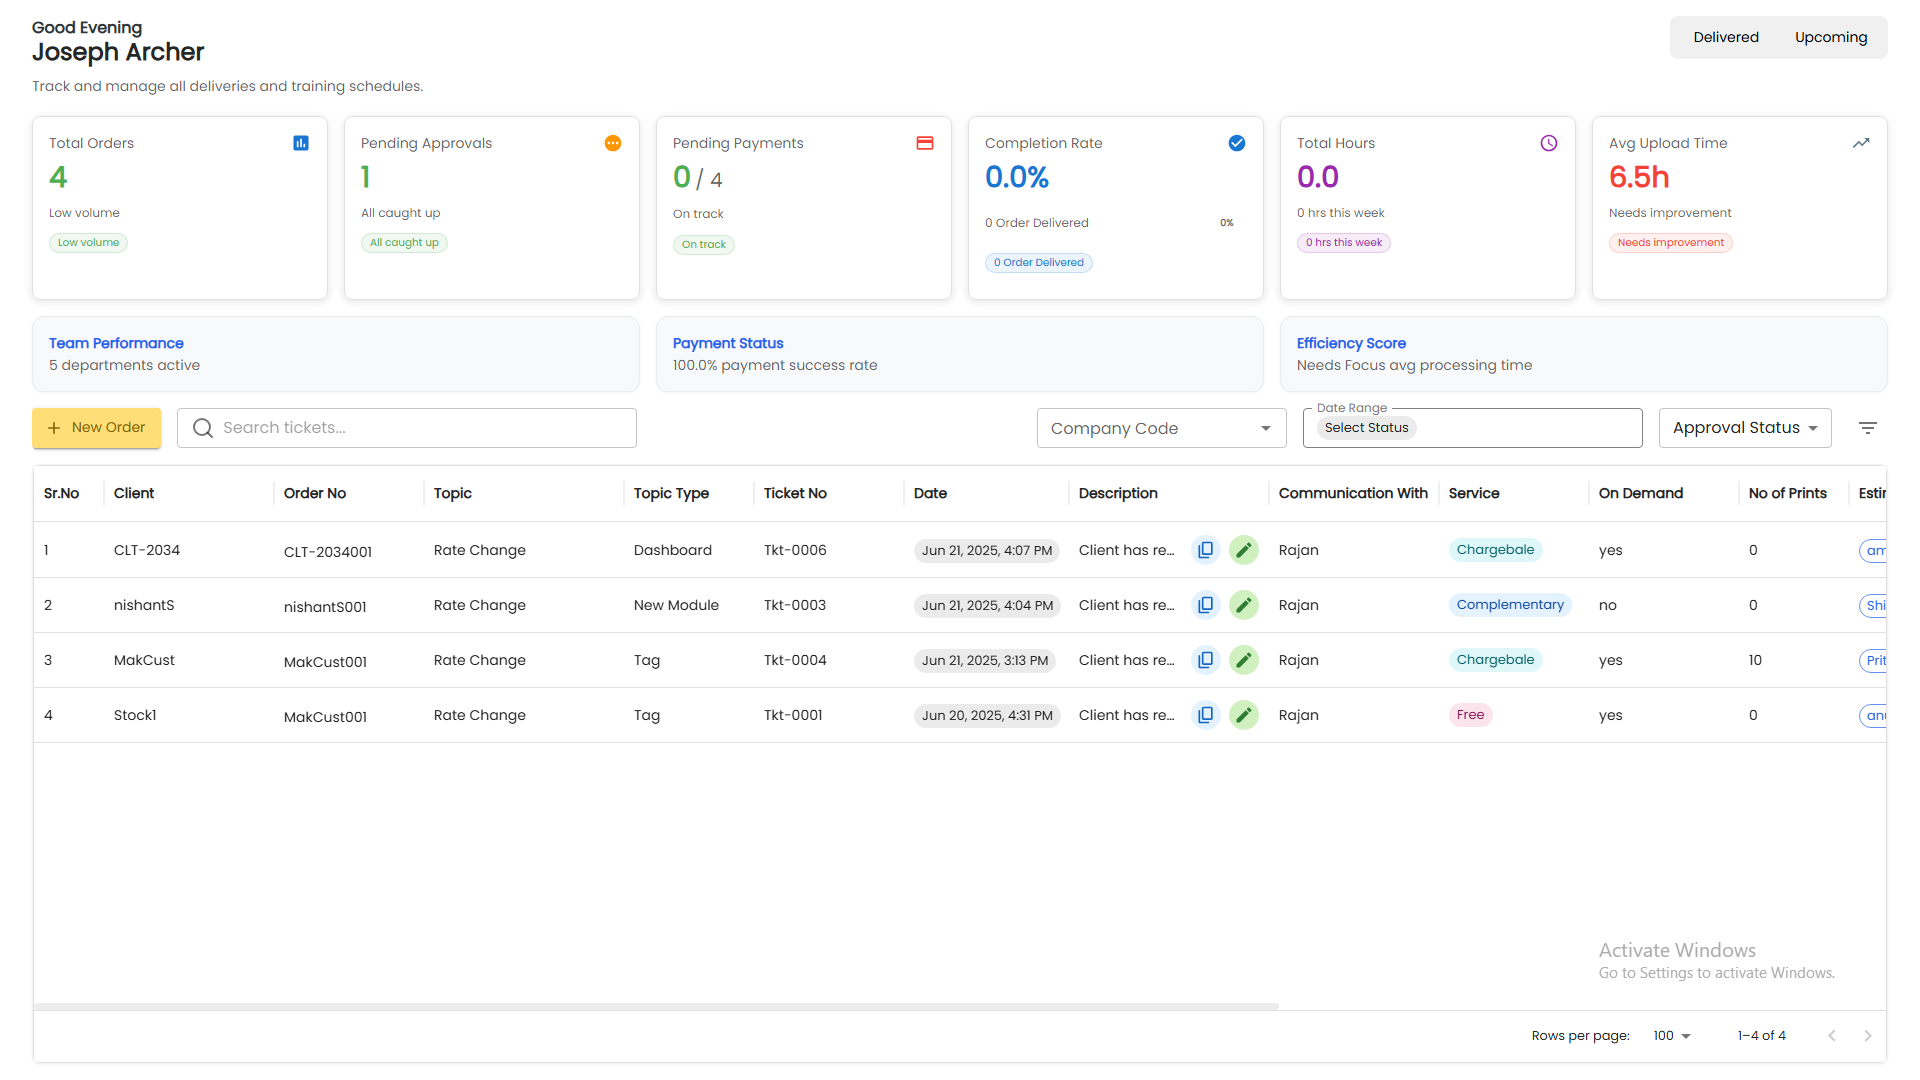 Good Evening
Joseph Archer
Track and manage all deliveries and training schedules.
Delivered Upcoming
Total Orders
4
Low volume
Low volume
Pending Approvals
1
All caught up
All caught up
Pending Payments
0 / 4
On track
On track
Completion Rate
0.0%
0 Order Delivered 0%
0 Order Delivered
Total Hours
0.0
0 hrs this week
0 hrs this week
Avg Upload Time
6.5h
Needs improvement
Needs improvement
Team Performance
5 departments active
Payment Status
100.0% payment success rate
Efficiency Score
Needs Focus avg processing time
+ New Order
Search tickets...
Company Code
Date Range
Select Status
Approval Status
Sr.No Client Order No Topic Topic Type Ticket No Date Description Communication With Service On Demand No of Prints
1 CLT-2034 CLT-2034001 Rate Change Dashboard Tkt-0006 Jun 21, 2025, 4:07 PM Client has re... Rajan Chargebale yes 0 am
2 nishantS nishantS001 Rate Change New Module Tkt-0003 Jun 21, 2025, 4:04 PM Client has re... Rajan Complementary no 0 Shi
3 MakCust MakCust001 Rate Change Tag Tkt-0004 Jun 21, 2025, 3:13 PM Client has re... Rajan Chargebale yes 10 Prit
4 Stock1 MakCust001 Rate Change Tag Tkt-0001 Jun 20, 2025, 4:31 PM Client has re... Rajan Free yes 0
Activate Windows
Go to Settings to activate Windows.
Rows per page: 100 1–4 of 4